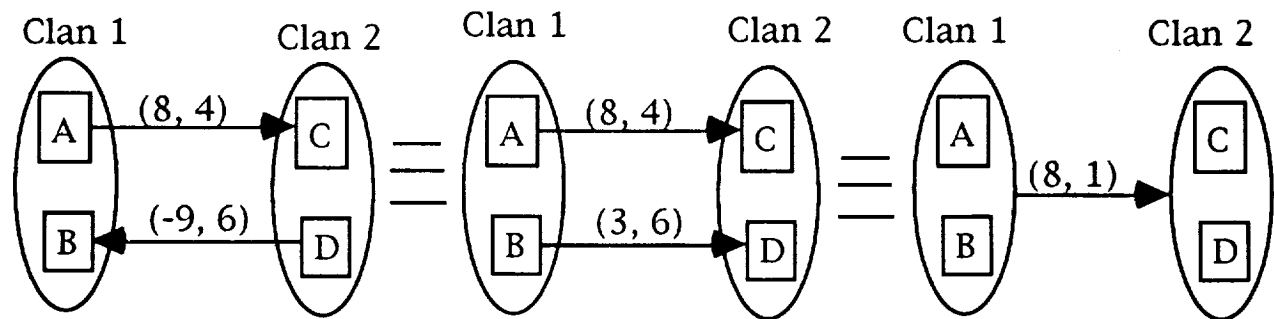 Clan 1
Clan 2
A
(8, 4)
C
B
(-9, 6)
D
Clan 1
Clan 2
A
(8, 4)
C
B
(3, 6)
D
Clan 1
Clan 2
A
C
(8, 1)
B
D